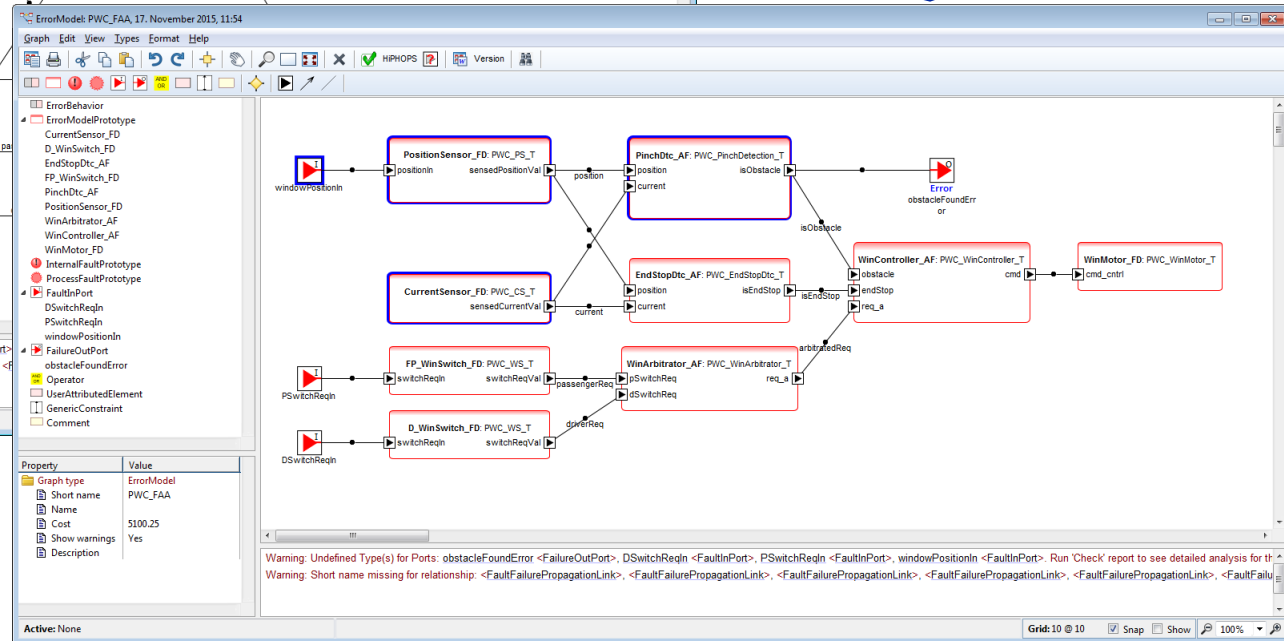 ErrorModel: PWC_FAA, 17. November 2015, 11:54
Graph Edit View Types Format Help
HiPHOPS Version
AND OR
ErrorBehavior
ErrorModelPrototype
CurrentSensor_FD
D_WinSwitch_FD
EndStopDtc_AF
FP_WinSwitch_FD
PinchDtc_AF
PositionSensor_FD
WinArbitrator_AF
WinController_AF
WinMotor_FD
InternalFaultPrototype
ProcessFaultPrototype
FaultInPort
DSwitchReqIn
PSwitchReqIn
windowPositionIn
FailureOutPort
obstacleFoundError
Operator
UserAttributedElement
GenericConstraint
Comment
Property Value
Graph type ErrorModel
Short name PWC_FAA
Name
Cost 5100.25
Show warnings Yes
Description
I
windowPositionIn
PositionSensor_FD: PWC_PS_T
positionIn sensedPositionVal
position
PinchDtc_AF: PWC_PinchDetection_T
position isObstacle
current
O
Error
obstacleFoundErr
or
isObstacle
CurrentSensor_FD: PWC_CS_T
sensedCurrentVal
current
EndStopDtc_AF: PWC_EndStopDtc_T
position isEndStop
current
isEndStop
WinController_AF: PWC_WinController_T
obstacle cmd
endStop
req_a
WinMotor_FD: PWC_WinMotor_T
cmd_cntrl
arbitratedReq
I
PSwitchReqIn
FP_WinSwitch_FD: PWC_WS_T
switchReqIn switchReqVal
passengerReq
WinArbitrator_AF: PWC_WinArbitrator_T
pSwitchReq req_a
dSwitchReq
I
DSwitchReqIn
D_WinSwitch_FD: PWC_WS_T
switchReqIn switchReqVal
driverReq
Warning: Undefined Type(s) for Ports: obstacleFoundError <FailureOutPort>, DSwitchReqIn <FaultInPort>, PSwitchReqIn <FaultInPort>, windowPositionIn <FaultInPort>. Run 'Check' report to see detailed analysis for th
Warning: Short name missing for relationship: <FaultFailurePropagationLink>, <FaultFailurePropagationLink>, <FaultFailurePropagationLink>, <FaultFailurePropagationLink>, <FaultFailurePropagationLink>, <FaultFailu
Active: None Grid: 10 @ 10 Snap Show 100%